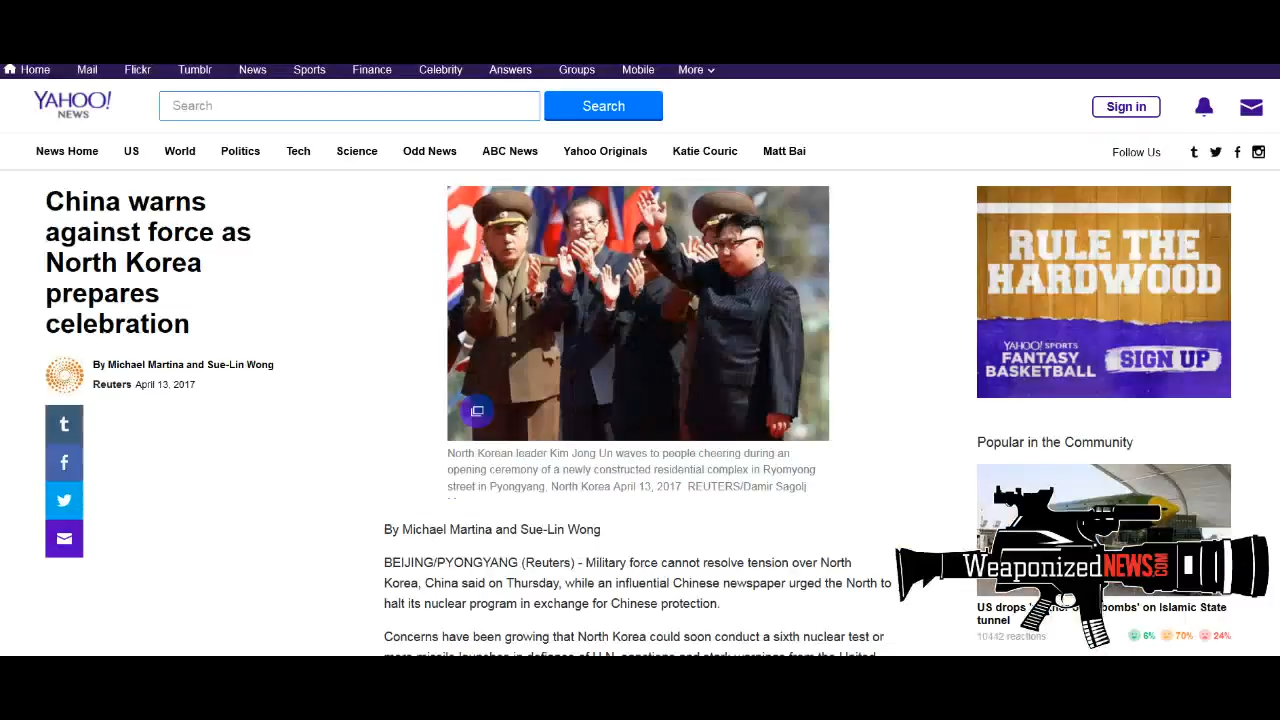 Home Mail Flickr Tumblr News Sports Finance Celebrity Answers Groups Mobile More
YAHOO!
NEWS
Search
Search
Sign in
News Home US World Politics Tech Science Odd News ABC News Yahoo Originals Katie Couric Matt Bai
Follow Us
China warns
against force as
North Korea
prepares
celebration
By Michael Martina and Sue-Lin Wong
Reuters April 13, 2017
North Korean leader Kim Jong Un waves to people cheering during an
opening ceremony of a newly constructed residential complex in Ryomyong
street in Pyongyang, North Korea April 13, 2017 REUTERS/Damir Sagolj
By Michael Martina and Sue-Lin Wong
BEIJING/PYONGYANG (Reuters) - Military force cannot resolve tension over North
Korea, China said on Thursday, while an influential Chinese newspaper urged the North to
halt its nuclear program in exchange for Chinese protection.
Concerns have been growing that North Korea could soon conduct a sixth nuclear test or
RULE THE
HARDWOOD
YAHOO! SPORTS
FANTASY
BASKETBALL
SIGN UP
Popular in the Community
WeaponizedNEWS.COM
US drops bombs' on Islamic State
tunnel
10442 reactions
6% 70% 24%